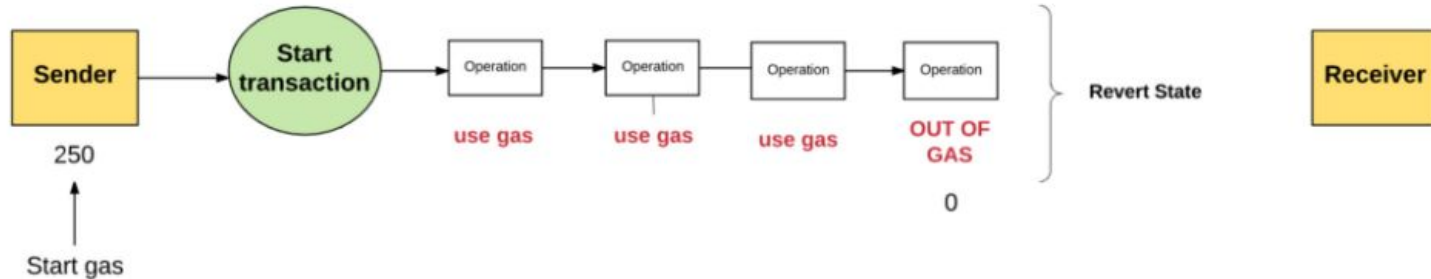 Sender
Start
transaction
Operation
Operation
Operation
Operation
Revert State
Receiver
use gas
use gas
use gas
OUT OF
GAS
250
0
Start gas